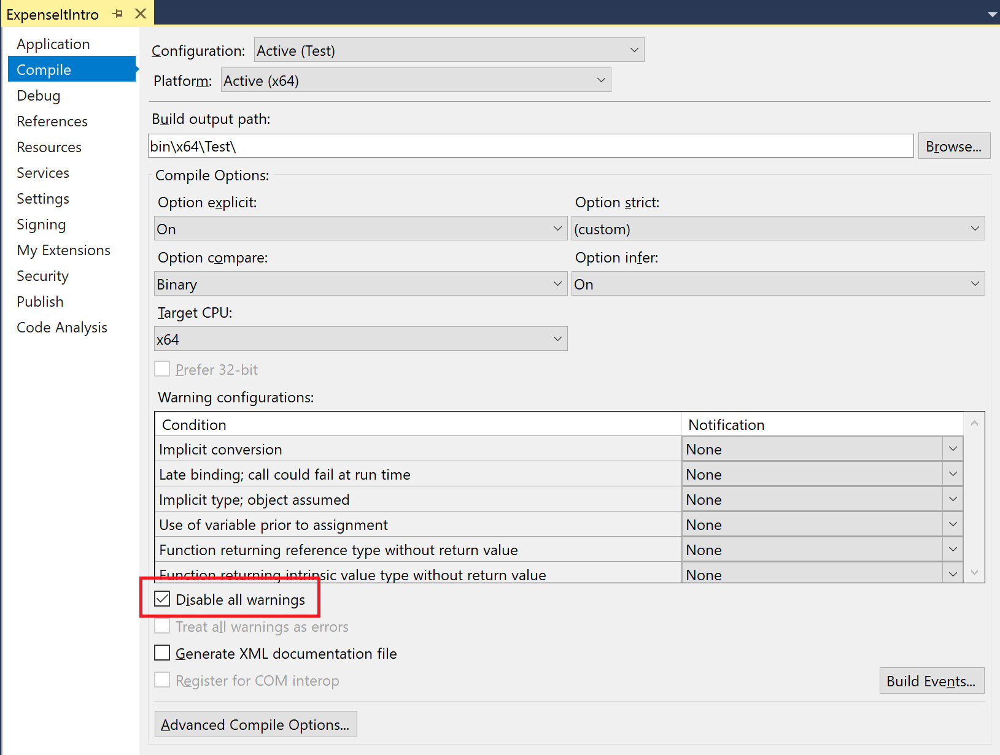 ExpenseItIntro
Application
Compile
Debug
References
Resources
Services
Settings
Signing
My Extensions
Security
Publish
Code Analysis
Configuration: Active (Test)
Platform: Active (x64)
Build output path:
bin\x64\Test\ Browse...
Compile Options:
Option explicit: Option strict:
On (custom)
Option compare: Option infer:
Binary On
Target CPU:
x64
Prefer 32-bit
Warning configurations:
Condition Notification
Implicit conversion None
Late binding; call could fail at run time None
Implicit type; object assumed None
Use of variable prior to assignment None
Function returning reference type without return value None
Function returning intrinsic value type without return value None
Disable all warnings
Treat all warnings as errors
Generate XML documentation file
Register for COM interop Build Events...
Advanced Compile Options...